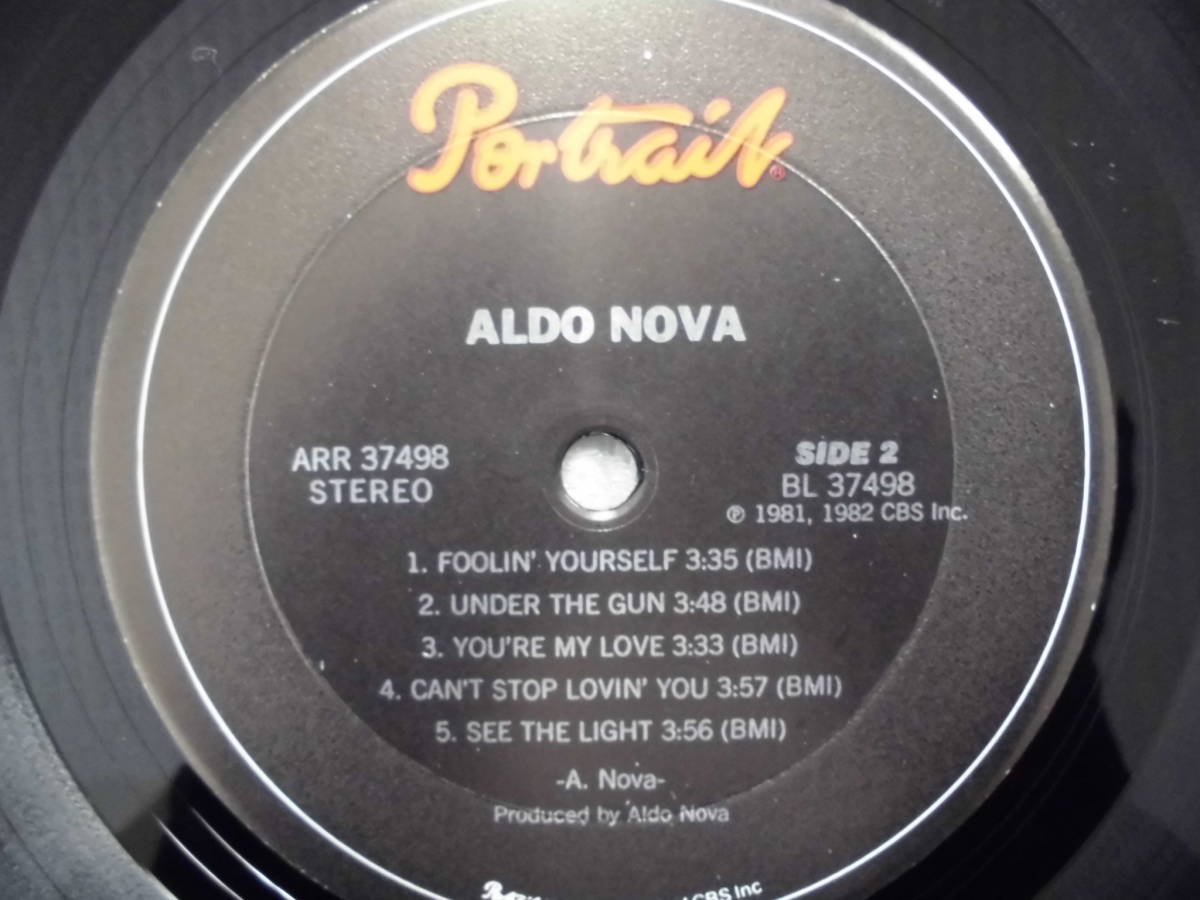 Portrait®
ALDO NOVA
ARR 37498
STEREO
SIDE 2
BL 37498
℗ 1981, 1982 CBS Inc.
1. FOOLIN' YOURSELF 3:35 (BMI)
2. UNDER THE GUN 3:48 (BMI)
3. YOU'RE MY LOVE 3:33 (BMI)
4. CAN'T STOP LOVIN' YOU 3:57 (BMI)
5. SEE THE LIGHT 3:56 (BMI)
-A. Nova-
Produced by Aldo Nova
CBS Inc